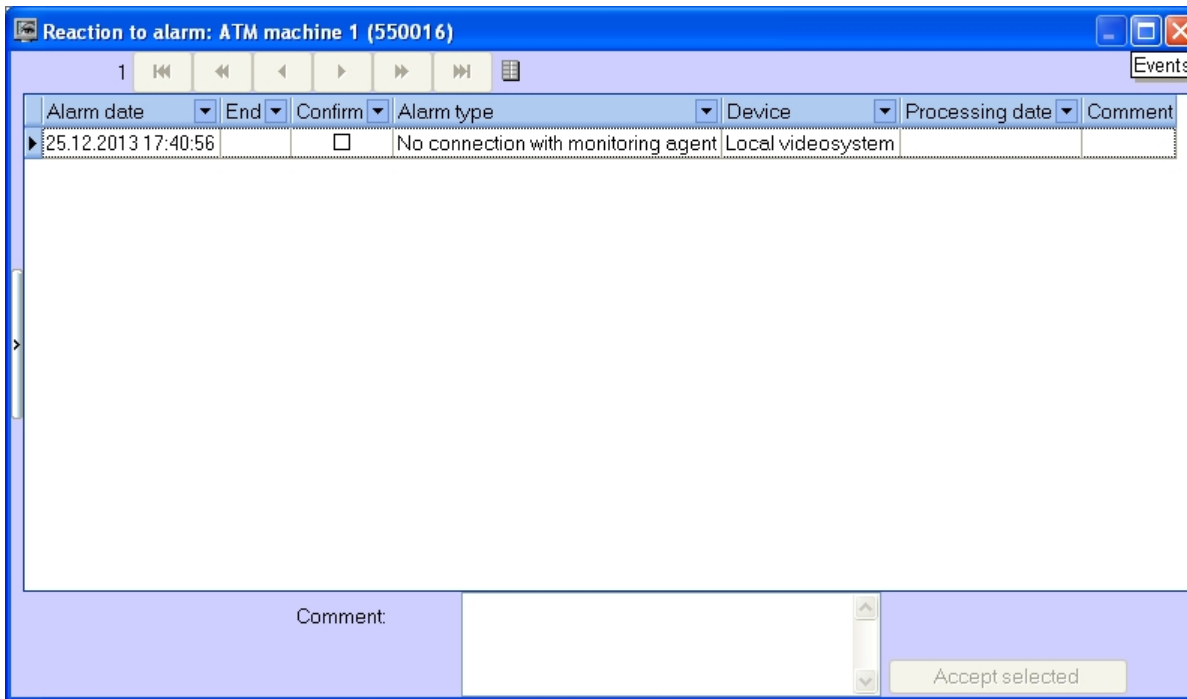 Reaction to alarm: ATM machine 1 (550016)
1
Events
Alarm date End Confirm Alarm type Device Processing date Comment
25.12.2013 17:40:56 No connection with monitoring agent Local videosystem
Comment:
Accept selected